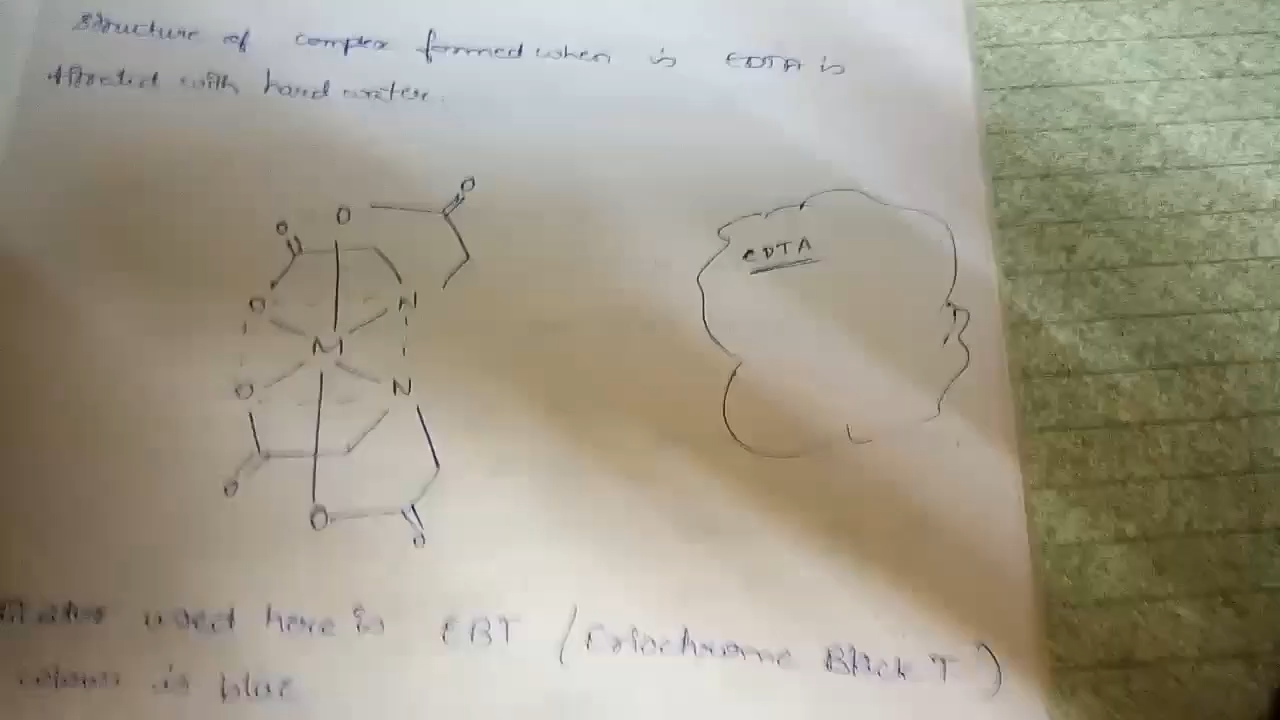 Structure of complex formed when is EDTA is
titrated with hard water.
O
O
O
O
N
M
O
N
O
O
O
EDTA
used here is EBT (Eriochrome Black T)
colour is blue